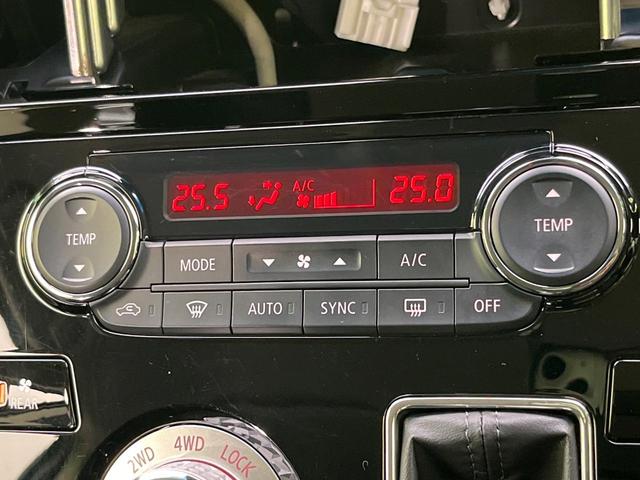 25.5 A/C 25.0
TEMP
MODE
A/C
TEMP
AUTO
SYNC
OFF
REAR
2WD 4WD LOCK